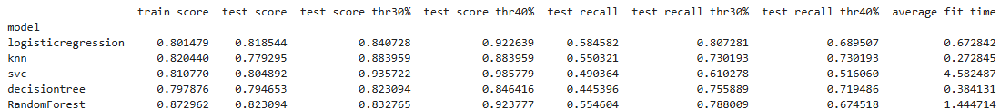 train score test score test score thr30% test score thr40% test recall test recall thr30% test recall thr40% average fit time
model
logisticregression 0.801479 0.818544 0.840728 0.922639 0.584582 0.807281 0.689507 0.672842
knn 0.820440 0.779295 0.883959 0.883959 0.550321 0.730193 0.730193 0.272845
svc 0.810770 0.804892 0.935722 0.985779 0.490364 0.610278 0.516060 4.582487
decisiontree 0.797876 0.794653 0.823094 0.846416 0.445396 0.755889 0.719486 0.384131
RandomForest 0.872962 0.823094 0.832765 0.923777 0.554604 0.788009 0.674518 1.444714